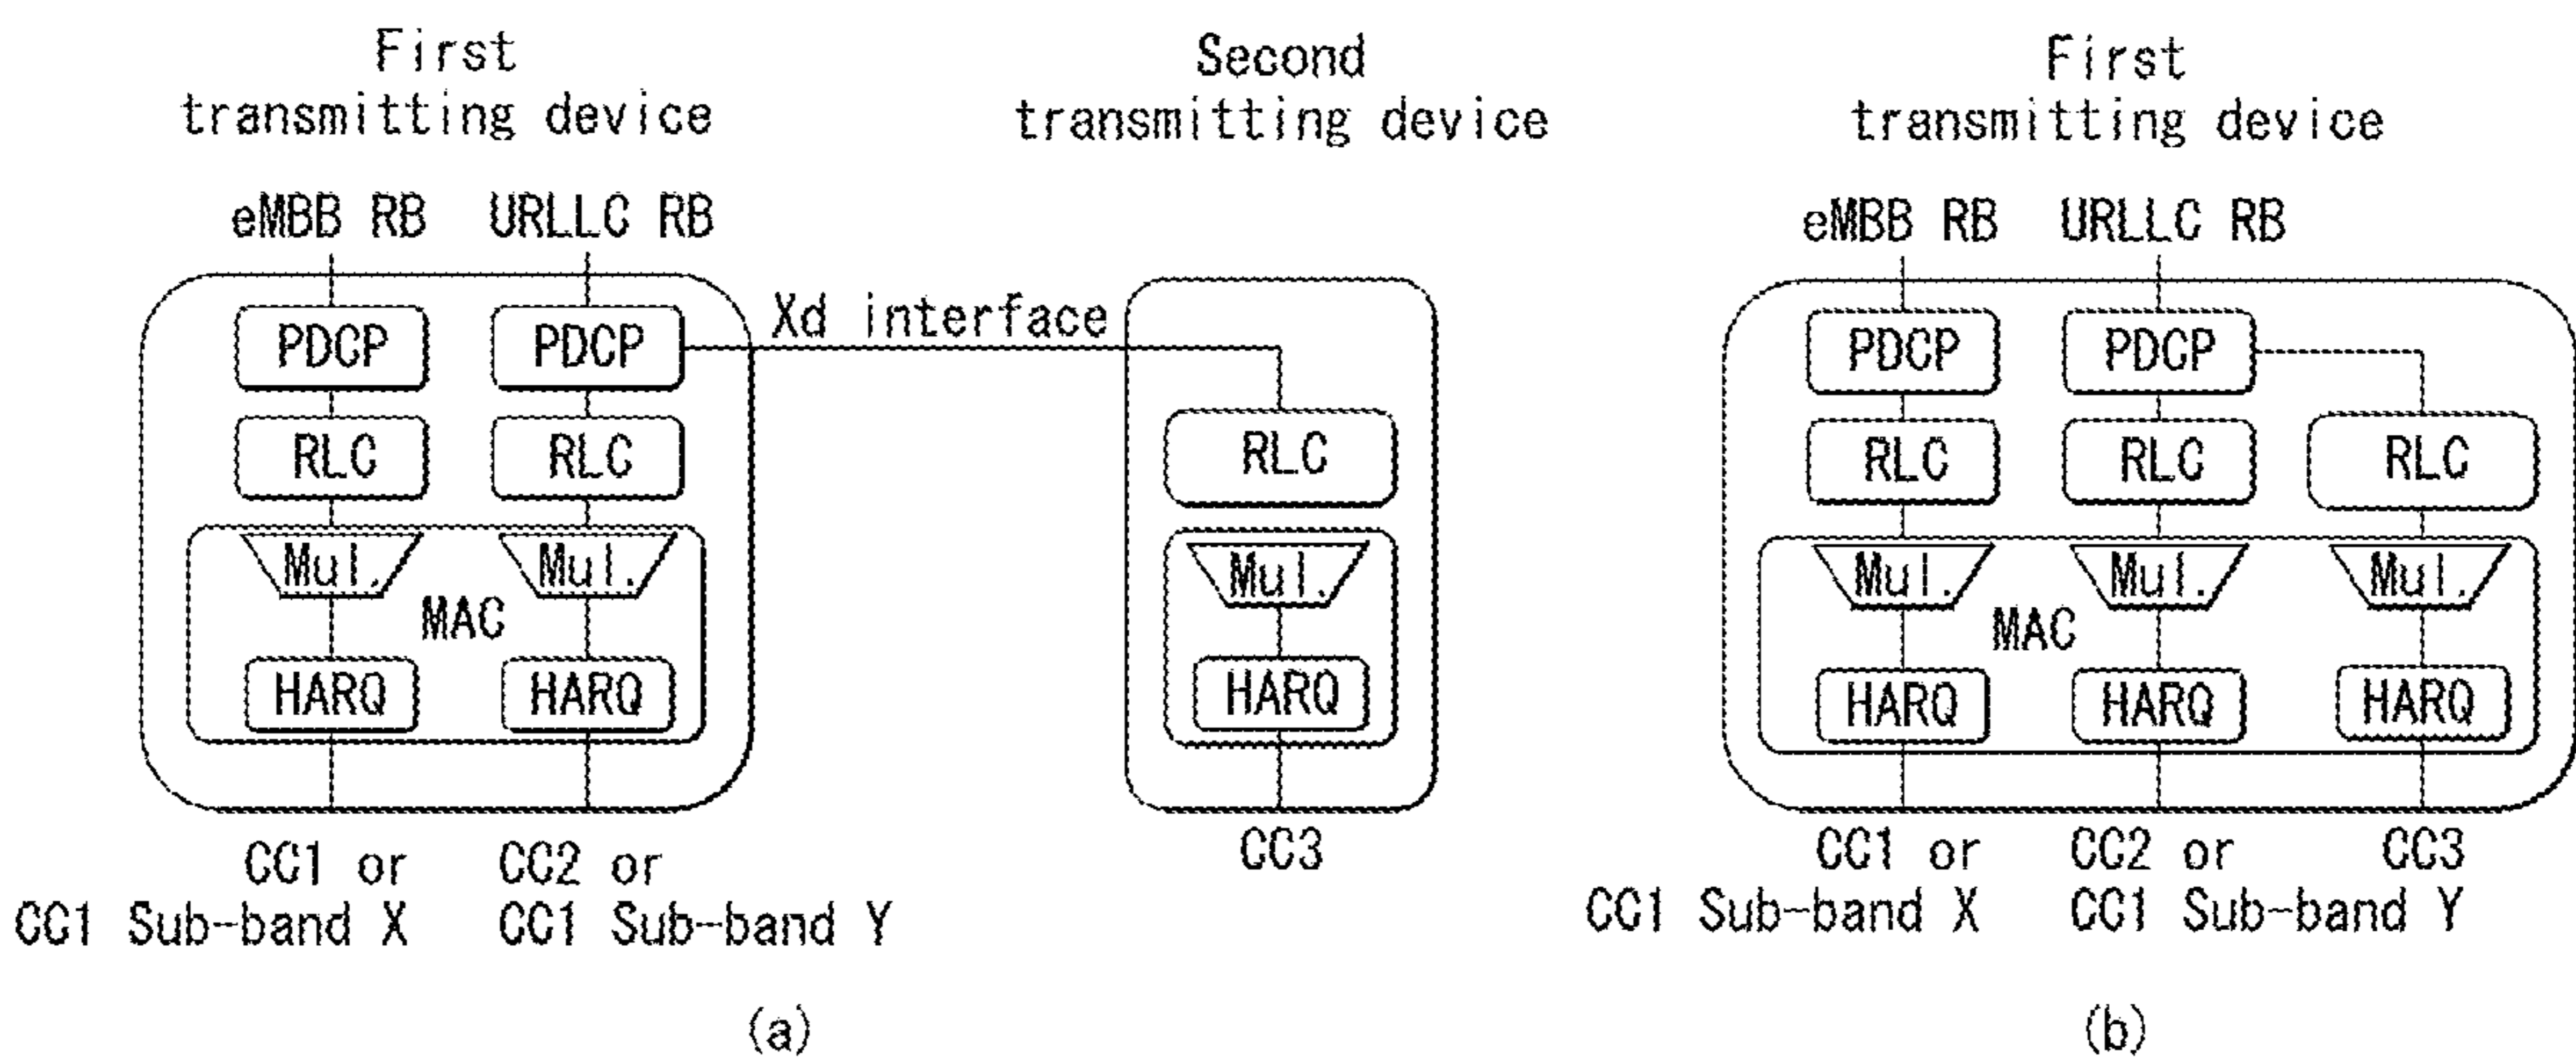 First
transmitting device
eMBB RB URLLC RB
PDCP PDCP
RLC RLC
Mul. Mul.
MAC
HARQ HARQ
CC1 or
CC1 Sub-band X
CC2 or
CC1 Sub-band Y
Xd interface
Second
transmitting device
RLC
Mul.
HARQ
CC3
(a)
First
transmitting device
eMBB RB URLLC RB
PDCP PDCP
RLC RLC RLC
Mul. Mul. Mul.
MAC
HARQ HARQ HARQ
CC1 or
CC1 Sub-band X
CC2 or
CC1 Sub-band Y
CC3
(b)